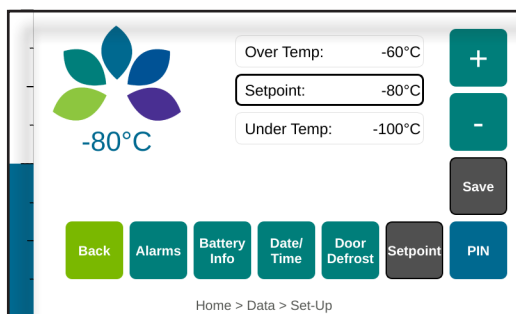 Over Temp: -60°C
+
Setpoint: -80°C
Under Temp: -100°C
-
-80°C
Save
Back
Alarms
Battery
Info
Date/
Time
Door
Defrost
Setpoint
PIN
Home > Data > Set-Up